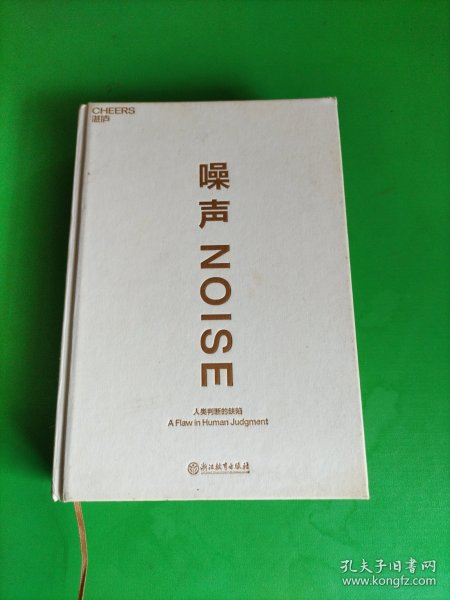 CHEERS
湛庐
噪声 NOISE
人类判断的缺陷
A Flaw in Human Judgment
浙江教育出版社
孔夫子旧书网
www.kongfz.com